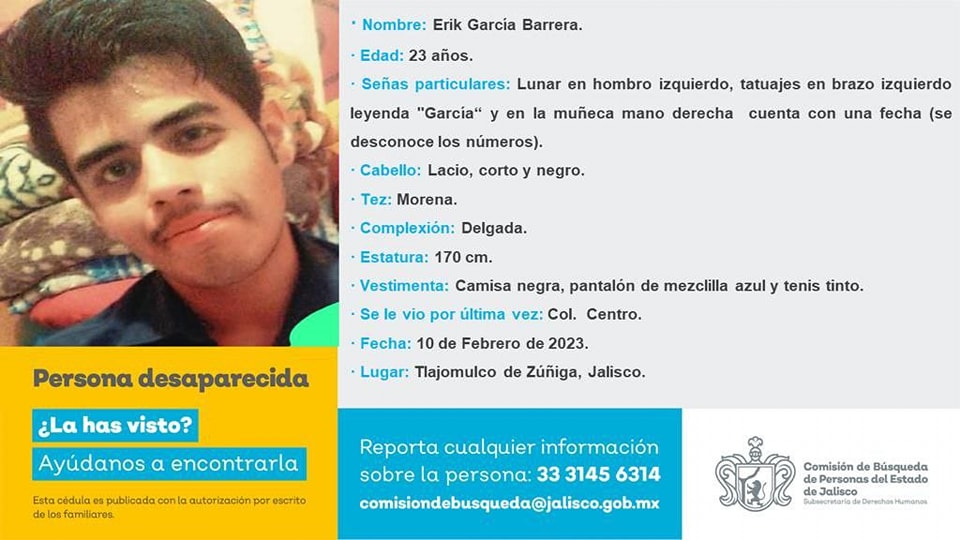 · Nombre: Erik García Barrera.
· Edad: 23 años.
· Señas particulares: Lunar en hombro izquierdo, tatuajes en brazo izquierdo
leyenda "García“ y en la muñeca mano derecha cuenta con una fecha (se
desconoce los números).
· Cabello: Lacio, corto y negro.
· Tez: Morena.
· Complexión: Delgada.
· Estatura: 170 cm.
· Vestimenta: Camisa negra, pantalón de mezclilla azul y tenis tinto.
· Se le vio por última vez: Col. Centro.
· Fecha: 10 de Febrero de 2023.
· Lugar: Tlajomulco de Zúñiga, Jalisco.
Persona desaparecida
¿La has visto?
Ayúdanos a encontrarla
Esta cédula es publicada con la autorización por escrito
de los familiares.
Reporta cualquier información
sobre la persona: 33 3145 6314
comisiondebusqueda@jalisco.gob.mx
Comisión de Búsqueda
de Personas del Estado
de Jalisco
Subsecretaría de Derechos Humanos